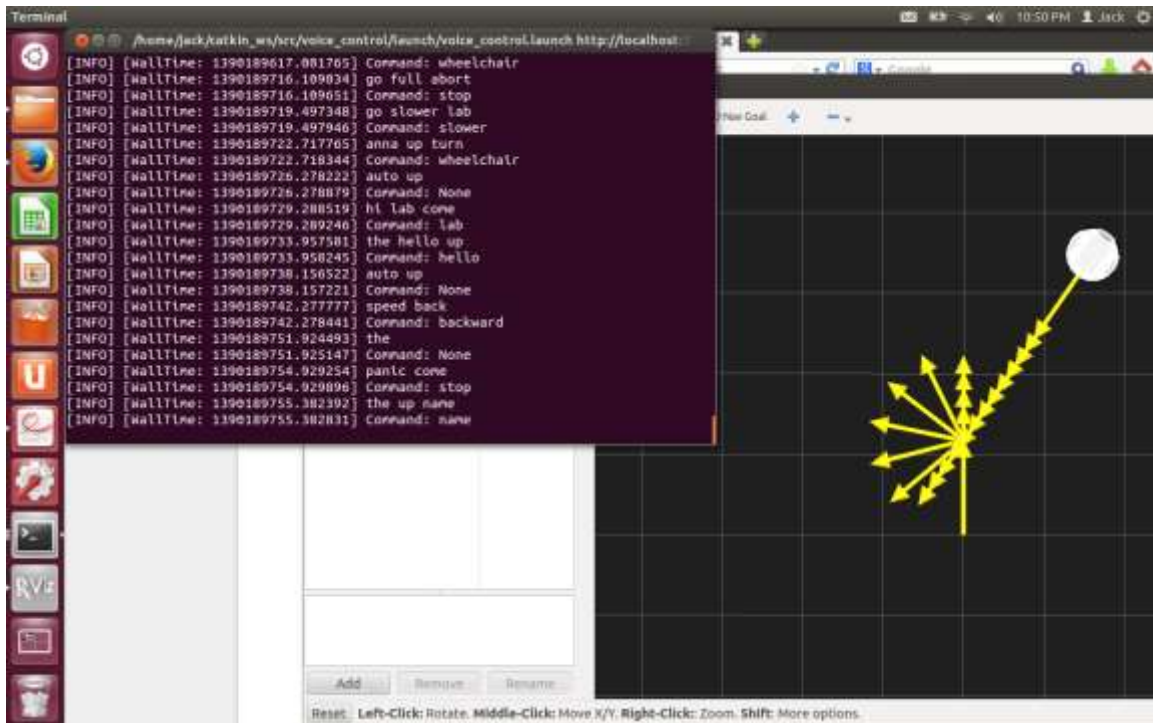 Terminal
10:50 PM
Jack
/home/jack/catkin_ws/src/voice_control/launch/voice_control.launch http://localhost:
[INFO] [WallTime: 1390189617.081765] Command: wheelchair
[INFO] [WallTime: 1390189716.109034] go full abort
[INFO] [WallTime: 1390189716.109651] Command: stop
[INFO] [WallTime: 1390189719.497348] go slower lab
[INFO] [WallTime: 1390189719.497946] Command: slower
[INFO] [WallTime: 1390189722.717765] anna up turn
[INFO] [WallTime: 1390189722.718344] Command: wheelchair
[INFO] [WallTime: 1390189726.278222] auto up
[INFO] [WallTime: 1390189726.278879] Command: None
[INFO] [WallTime: 1390189729.288519] hi lab come
[INFO] [WallTime: 1390189729.289246] Command: lab
[INFO] [WallTime: 1390189733.957581] the hello up
[INFO] [WallTime: 1390189733.958245] Command: hello
[INFO] [WallTime: 1390189738.156522] auto up
[INFO] [WallTime: 1390189738.157221] Command: None
[INFO] [WallTime: 1390189742.277777] speed back
[INFO] [WallTime: 1390189742.278441] Command: backward
[INFO] [WallTime: 1390189751.924493] the
[INFO] [WallTime: 1390189751.925147] Command: None
[INFO] [WallTime: 1390189754.929254] panic come
[INFO] [WallTime: 1390189754.929896] Command: stop
[INFO] [WallTime: 1390189755.382392] the up name
[INFO] [WallTime: 1390189755.382831] Command: name
Google
Nav Goal
RViz
Add Remove Rename
Reset Left-Click: Rotate. Middle-Click: Move X/Y. Right-Click: Zoom. Shift: More options.